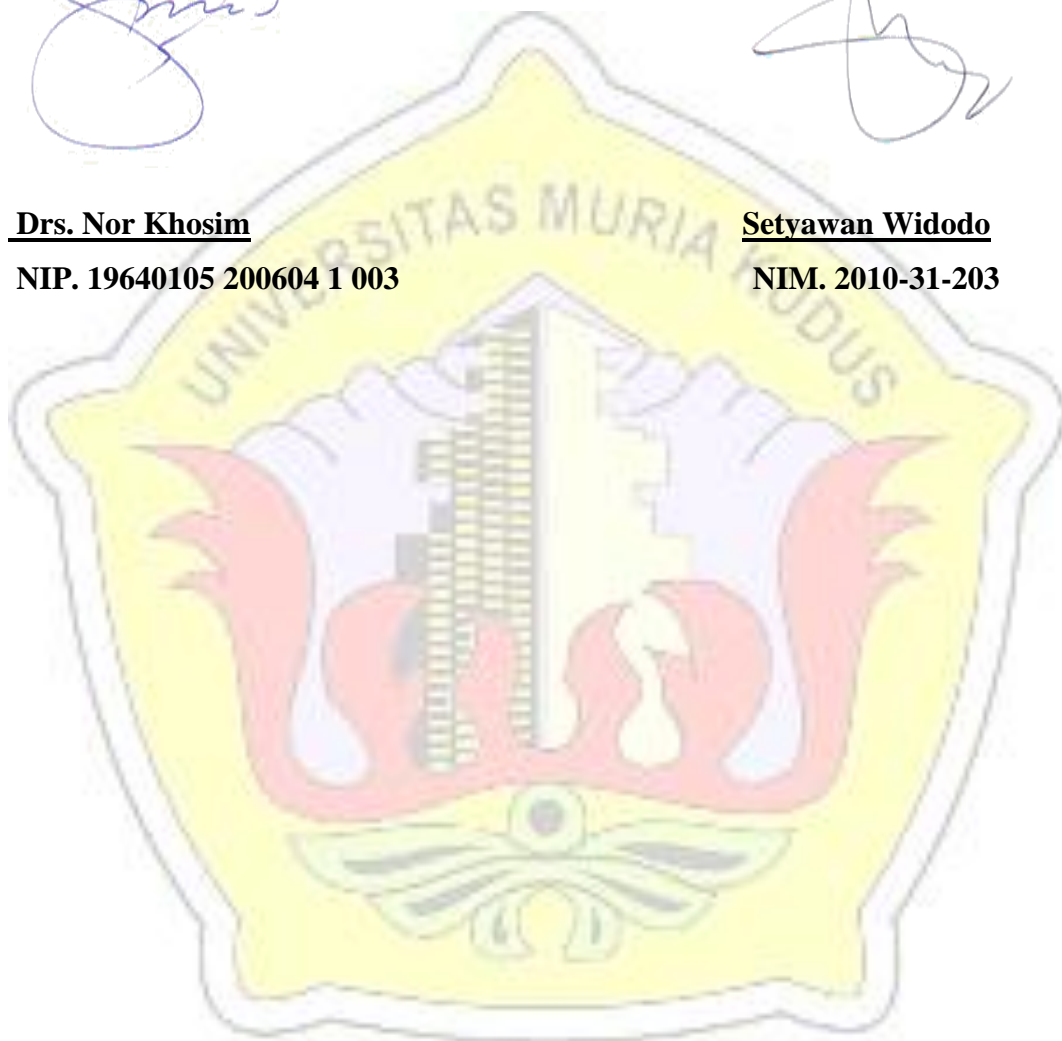 Drs. Nor Khosim
Setyawan Widodo
NIP. 19640105 200604 1 003
NIM. 2010-31-203
UNIVERSITAS MURIA KUDUS